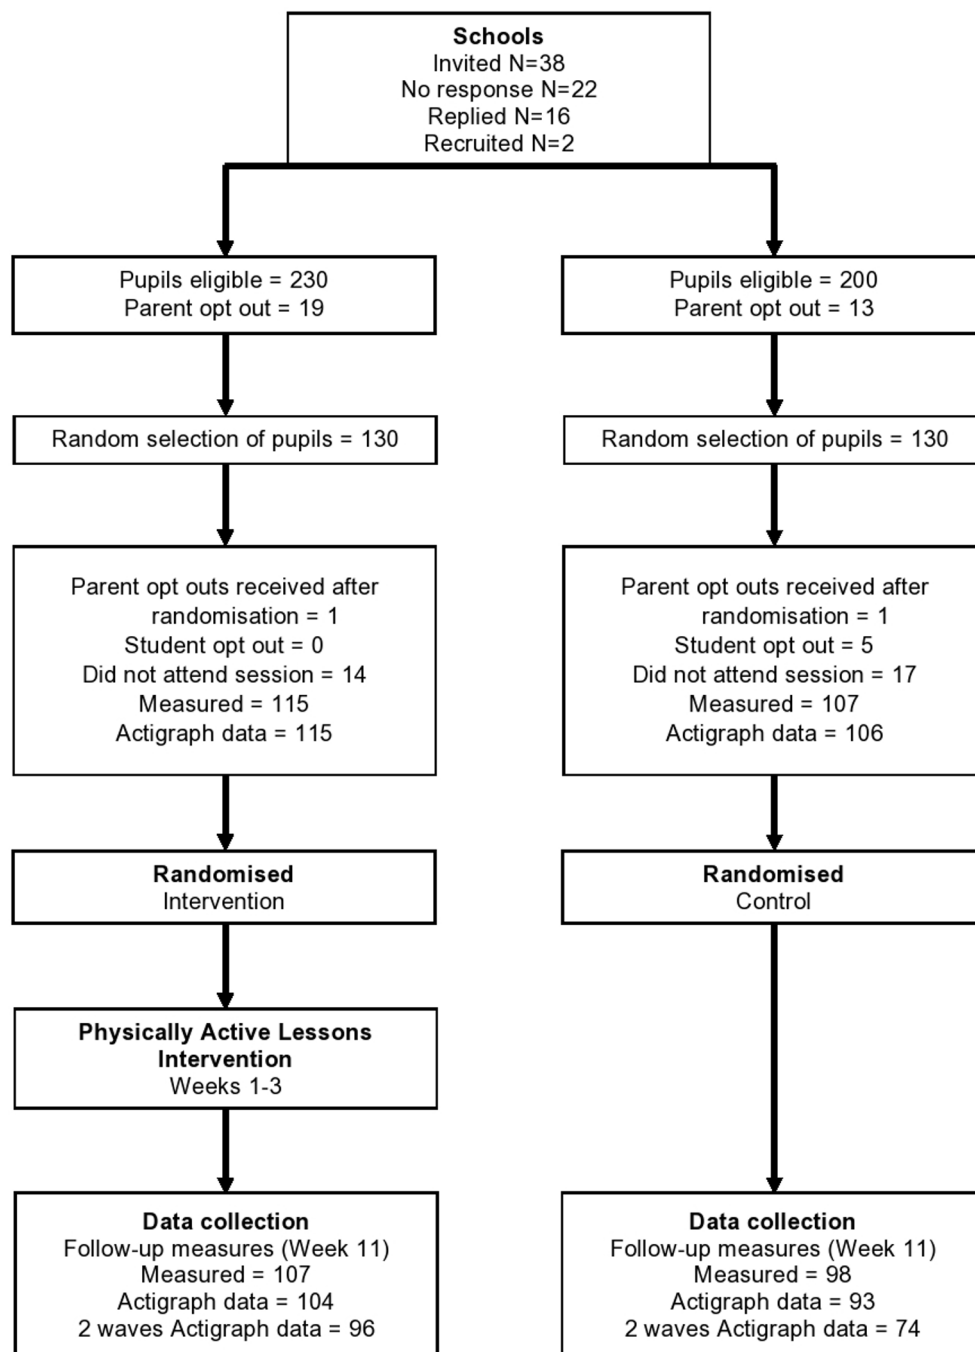 Schools
Invited N=38
No response N=22
Replied N=16
Recruited N=2
Pupils eligible = 230
Parent opt out = 19
Pupils eligible = 200
Parent opt out = 13
Random selection of pupils = 130
Random selection of pupils = 130
Parent opt outs received after
randomisation = 1
Student opt out = 0
Did not attend session = 14
Measured = 115
Actigraph data = 115
Parent opt outs received after
randomisation = 1
Student opt out = 5
Did not attend session = 17
Measured = 107
Actigraph data = 106
Randomised
Intervention
Randomised
Control
Physically Active Lessons
Intervention
Weeks 1-3
Data collection
Follow-up measures (Week 11)
Measured = 107
Actigraph data = 104
2 waves Actigraph data = 96
Data collection
Follow-up measures (Week 11)
Measured = 98
Actigraph data = 93
2 waves Actigraph data = 74